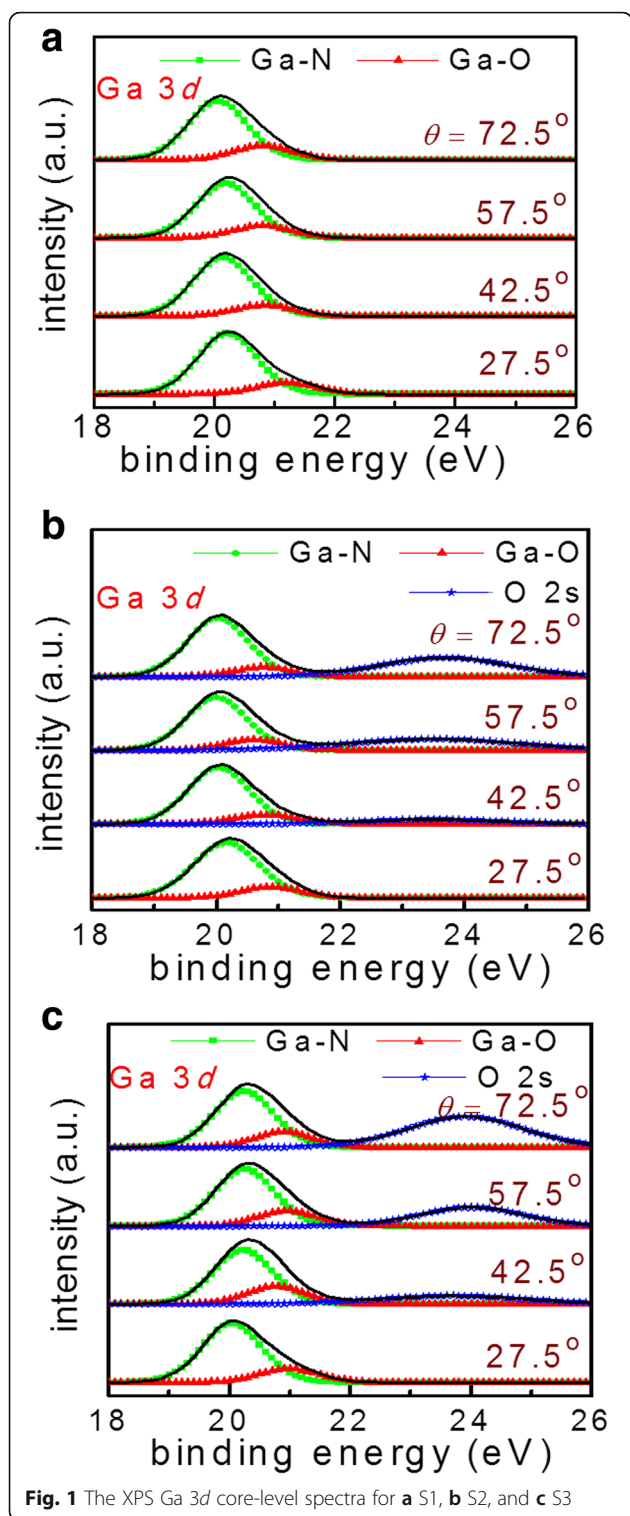 a
Ga-N Ga-O
Ga 3d
θ = 72.5°
57.5°
42.5°
27.5°
intensity (a.u.)
18 20 22 24 26
binding energy (eV)
b
Ga-N Ga-O
Ga 3d O 2s
θ = 72.5°
57.5°
42.5°
27.5°
intensity (a.u.)
18 20 22 24 26
binding energy (eV)
c
Ga-N Ga-O
Ga 3d O 2s
θ = 72.5°
57.5°
42.5°
27.5°
intensity (a.u.)
18 20 22 24 26
binding energy (eV)
Fig. 1 The XPS Ga 3d core-level spectra for a S1, b S2, and c S3